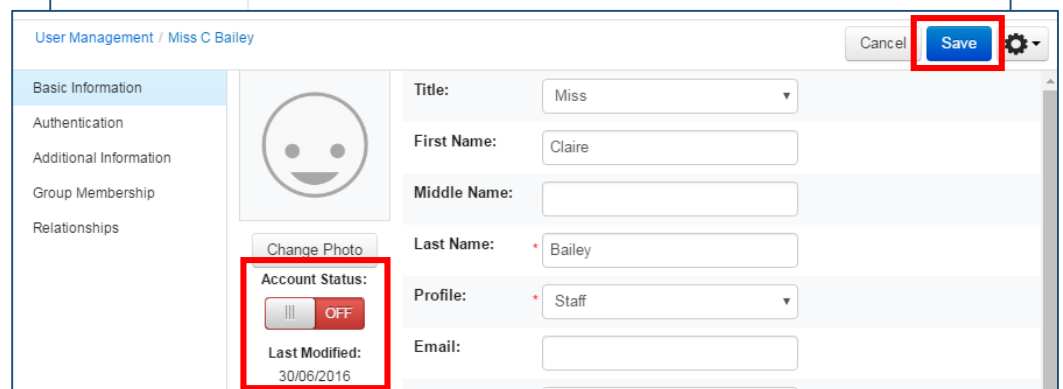 User Management / Miss C Bailey
Cancel
Save
Basic Information
Authentication
Additional Information
Group Membership
Relationships
Change Photo
Account Status:
OFF
Last Modified:
30/06/2016
Title: Miss
First Name: Claire
Middle Name:
Last Name: * Bailey
Profile: * Staff
Email: